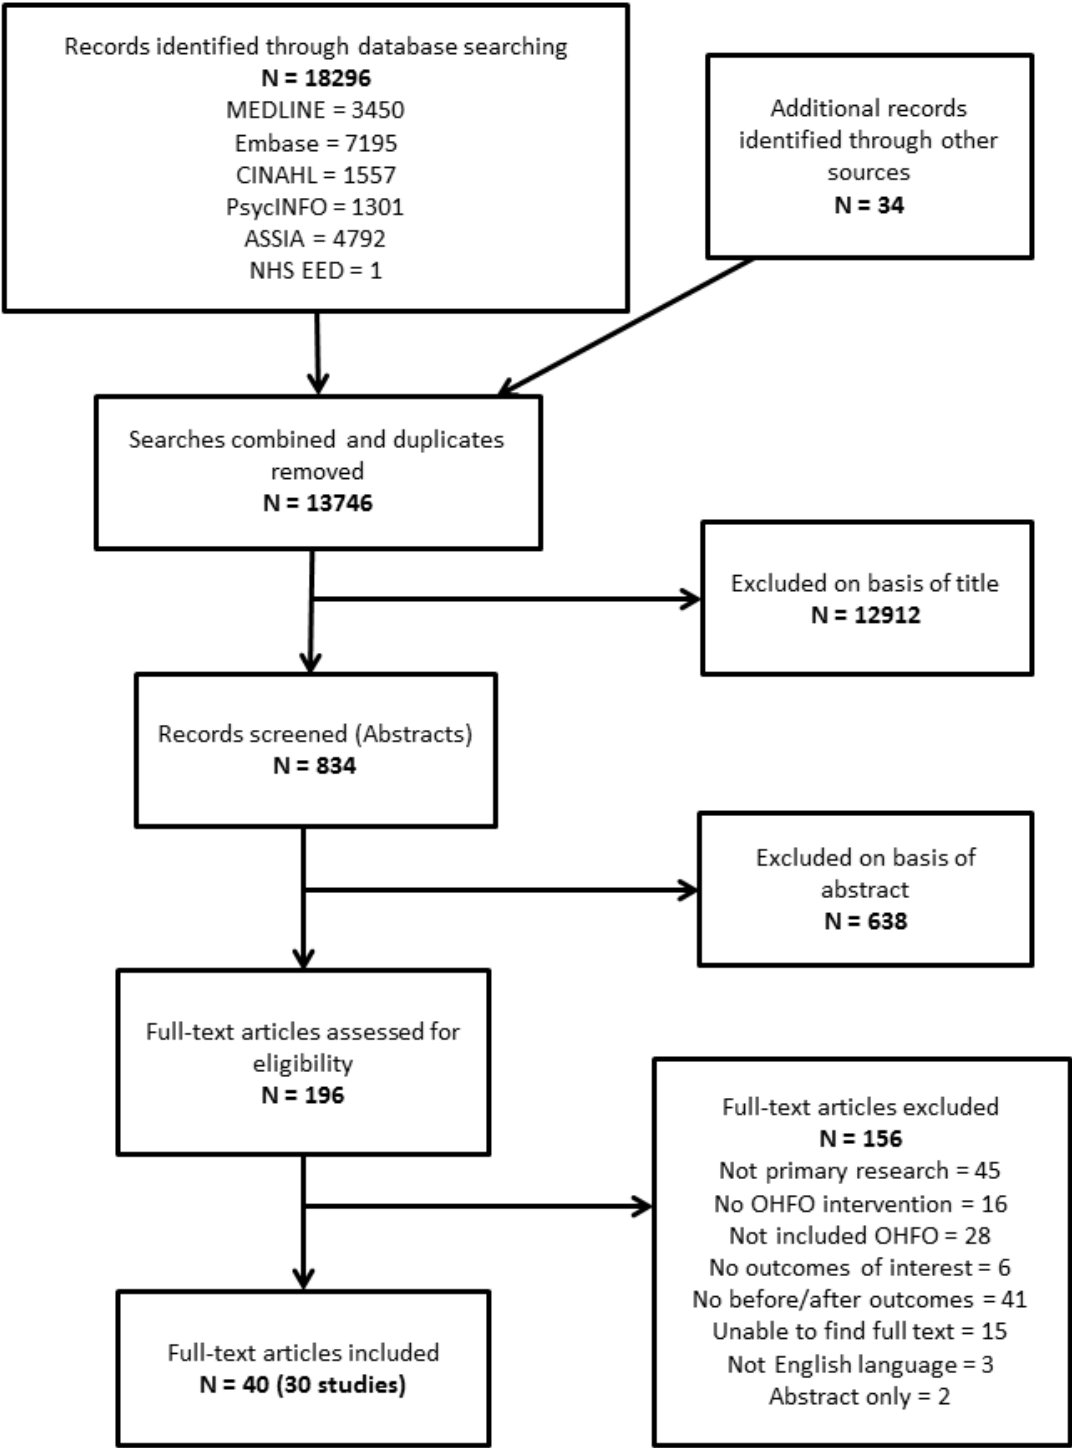 Records identified through database searching
N = 18296
MEDLINE = 3450
Embase = 7195
CINAHL = 1557
PsycINFO = 1301
ASSIA = 4792
NHS EED = 1
Additional records
identified through other
sources
N = 34
Searches combined and duplicates
removed
N = 13746
Excluded on basis of title
N = 12912
Records screened (Abstracts)
N = 834
Excluded on basis of
abstract
N = 638
Full-text articles assessed for
eligibility
N = 196
Full-text articles excluded
N = 156
Not primary research = 45
No OHFO intervention = 16
Not included OHFO = 28
No outcomes of interest = 6
No before/after outcomes = 41
Unable to find full text = 15
Not English language = 3
Abstract only = 2
Full-text articles included
N = 40 (30 studies)